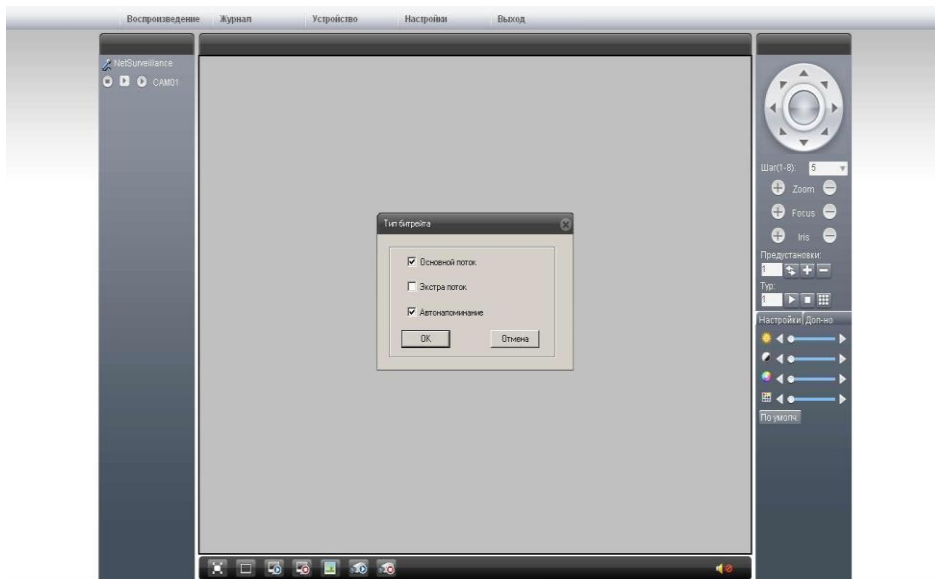 Воспроизведение Журнал Устройство Настройки Выход
NetSurveillance
CAM01
Тип битрейта
Основной поток
Экстра поток
Автонапоминание
OK Отмена
Шаг(1-8): 5
Zoom
Focus
Iris
Предустановки:
1
Тур:
1
Настройки Доп-но
По умолч.